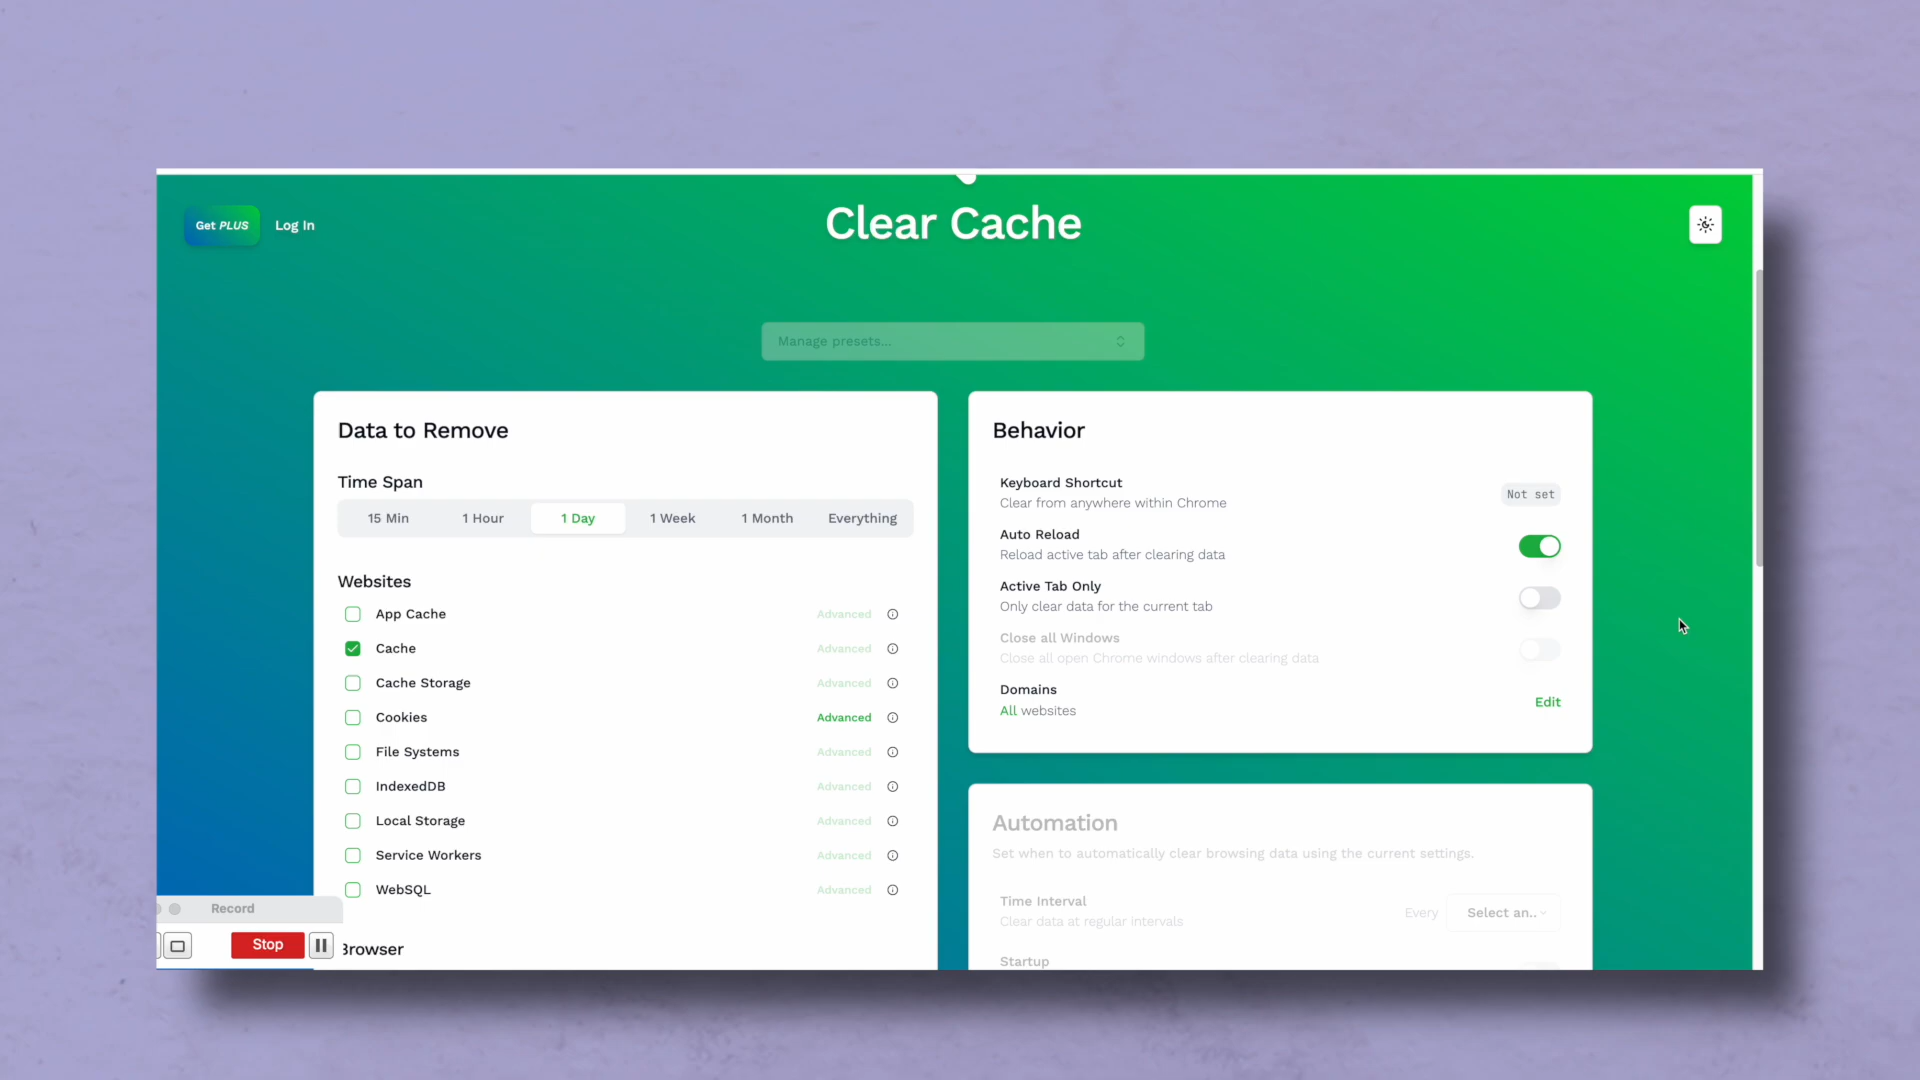 Get PLUS
Log In
Clear Cache
Manage presets...
Data to Remove
Time Span
15 Min
1 Hour
1 Day
1 Week
1 Month
Everything
Websites
App Cache
Advanced
Cache
Advanced
Cache Storage
Advanced
Cookies
Advanced
File Systems
Advanced
IndexedDB
Advanced
Local Storage
Advanced
Service Workers
Advanced
WebSQL
Advanced
Browser
Behavior
Keyboard Shortcut
Clear from anywhere within Chrome
Not set
Auto Reload
Reload active tab after clearing data
Active Tab Only
Only clear data for the current tab
Close all Windows
Close all open Chrome windows after clearing data
Domains
All websites
Edit
Automation
Set when to automatically clear browsing data using the current settings.
Time Interval
Clear data at regular intervals
Every
Select an..
Startup
Record
Stop